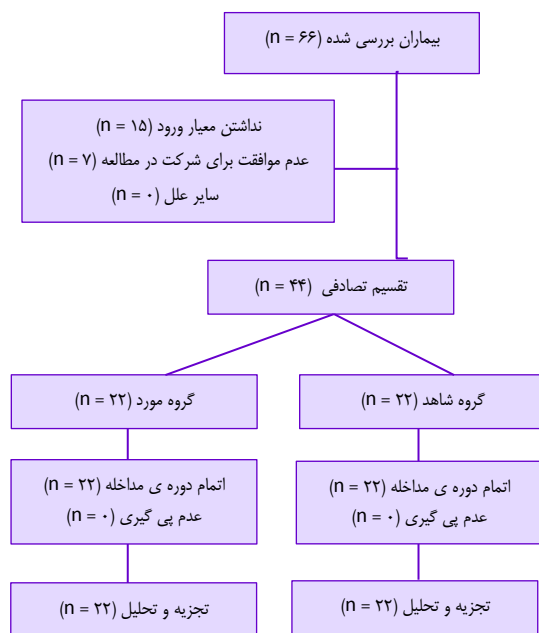 بیماران بررسی شده (n = ۶۶)
نداشتن معیار ورود (n = ۱۵)
عدم موافقت برای شرکت در مطالعه (n = ۷)
سایر علل (n = ۰)
تقسیم تصادفی (n = ۴۴)
گروه شاهد (n = ۲۲)
گروه مورد (n = ۲۲)
اتمام دوره ی مداخله (n = ۲۲)
عدم پی گیری (n = ۰)
اتمام دوره ی مداخله (n = ۲۲)
عدم پی گیری (n = ۰)
تجزیه و تحلیل (n = ۲۲)
تجزیه و تحلیل (n = ۲۲)